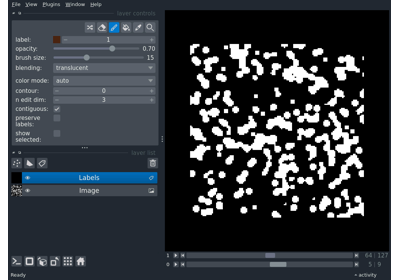 File View Plugins Window Help
layer controls
label: 1
opacity: 0.70
brush size: 15
blending: translucent
color mode: auto
contour: 0
n edit dim: 3
contiguous:
preserve
labels:
show
selected:
layer list
Labels
Image
1 64 127
0 5 9
Ready activity